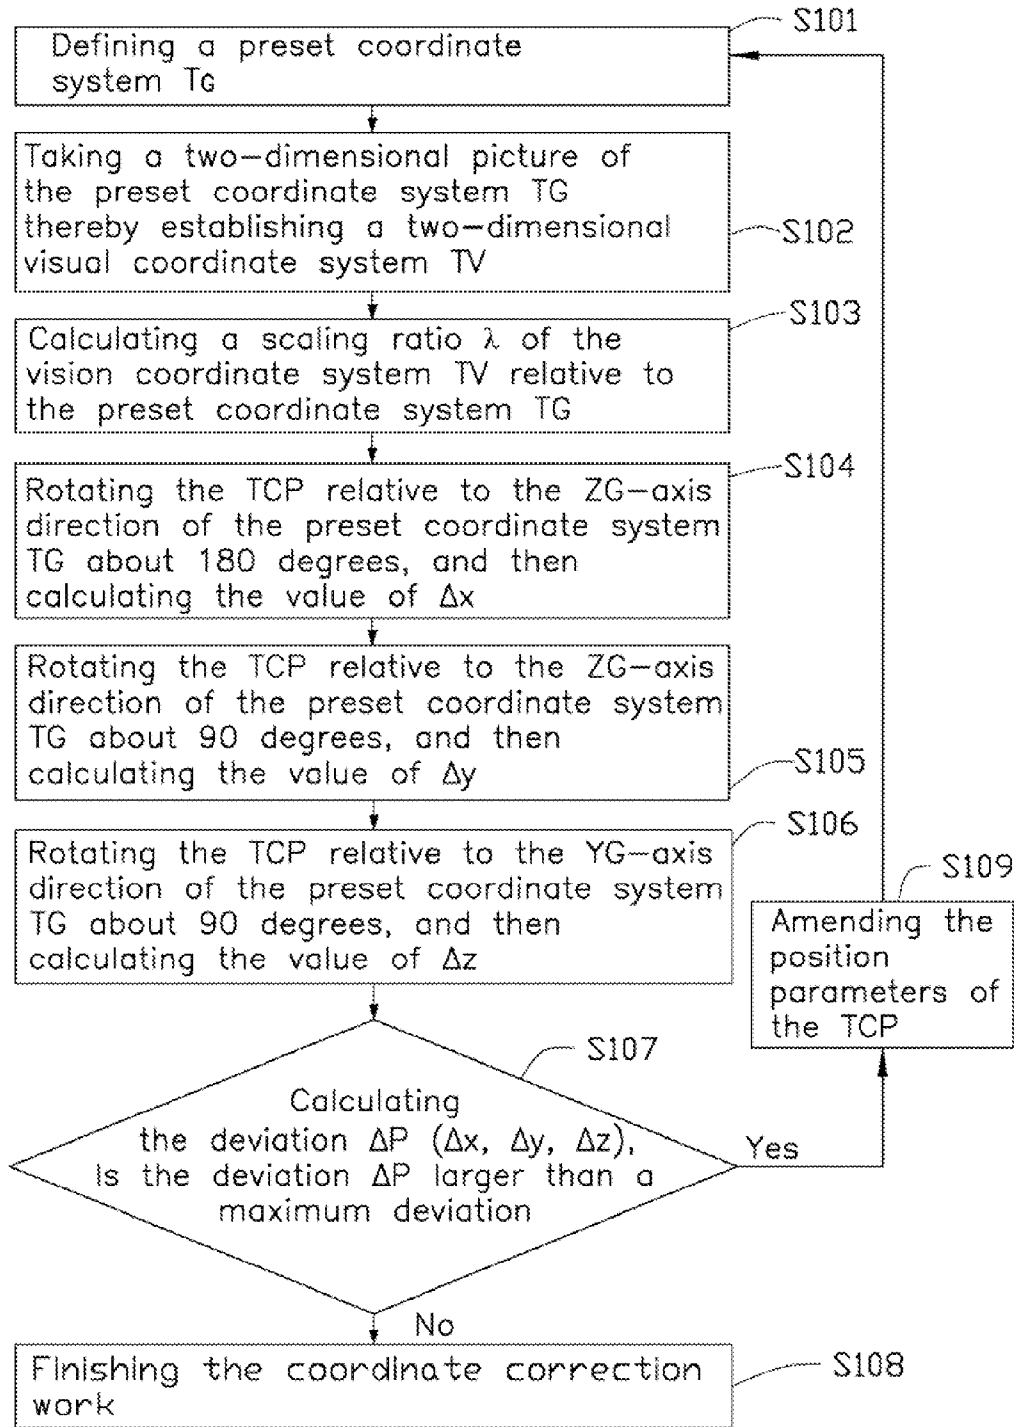 S101
Defining a preset coordinate
system TG
Taking a two-dimensional picture of
the preset coordinate system TG
thereby establishing a two-dimensional
visual coordinate system TV
S102
S103
Calculating a scaling ratio λ of the
vision coordinate system TV relative to
the preset coordinate system TG
S104
Rotating the TCP relative to the ZG-axis
direction of the preset coordinate system
TG about 180 degrees, and then
calculating the value of Δx
Rotating the TCP relative to the ZG-axis
direction of the preset coordinate system
TG about 90 degrees, and then
calculating the value of Δy
S105
S106
Rotating the TCP relative to the YG-axis
direction of the preset coordinate system
TG about 90 degrees, and then
calculating the value of Δz
S109
Amending the
position
parameters of
the TCP
S107
Calculating
the deviation ΔP (Δx, Δy, Δz),
Is the deviation ΔP larger than a
maximum deviation
Yes
No
S108
Finishing the coordinate correction
work